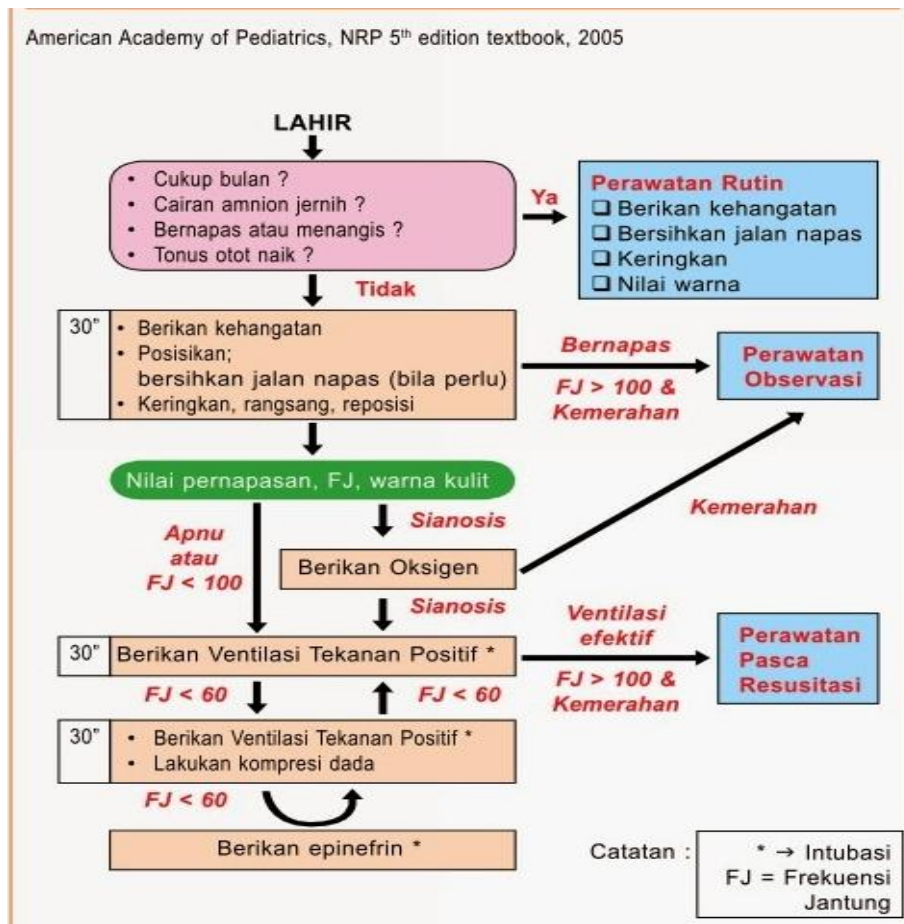 American Academy of Pediatrics, NRP 5th edition textbook, 2005
LAHIR
• Cukup bulan ?
• Cairan amnion jernih ?
• Bernapas atau menangis ?
• Tonus otot naik ?
Ya
Perawatan Rutin
❑ Berikan kehangatan
❑ Bersihkan jalan napas
❑ Keringkan
❑ Nilai warna
Tidak
30”
• Berikan kehangatan
• Posisikan;
bersihkan jalan napas (bila perlu)
• Keringkan, rangsang, reposisi
Bernapas
FJ > 100 &
Kemerahan
Perawatan
Observasi
Nilai pernapasan, FJ, warna kulit
Apnu
atau
FJ < 100
Sianosis
Kemerahan
Berikan Oksigen
Sianosis
30”
Berikan Ventilasi Tekanan Positif *
Ventilasi
efektif
FJ > 100 &
Kemerahan
Perawatan
Pasca
Resusitasi
FJ < 60
FJ < 60
30”
• Berikan Ventilasi Tekanan Positif *
• Lakukan kompresi dada
FJ < 60
Berikan epinefrin *
Catatan :
* → Intubasi
FJ = Frekuensi
Jantung